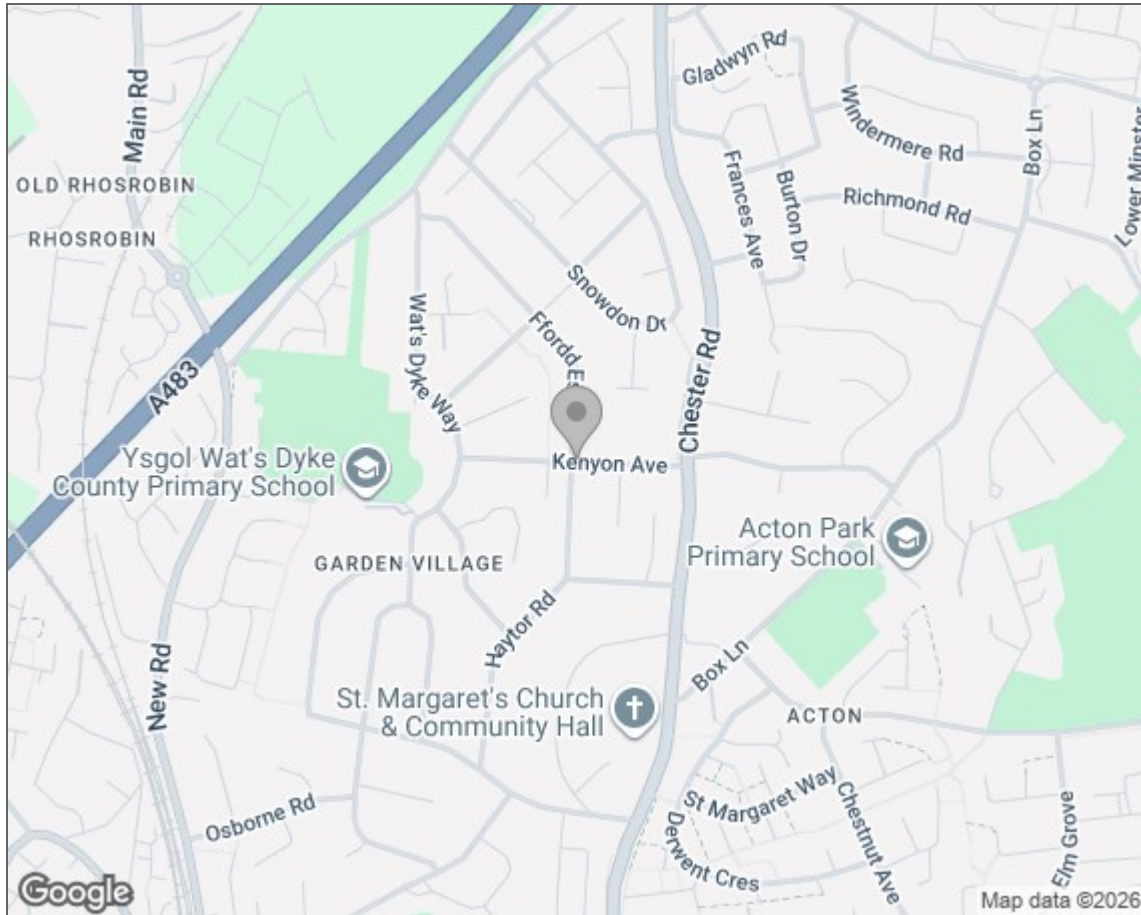 Main Rd
OLD RHOSROBIN
RHOSROBIN
A483
New Rd
Wat's Dyke Way
Ysgol Wat's Dyke
County Primary School
GARDEN VILLAGE
Osborne Rd
Haytor Rd
Ffordd Es
Snowdon Dr
Kenyon Ave
Chester Rd
Gladwyn Rd
Frances Ave
Burton Dr
Windermere Rd
Richmond Rd
Box Ln
Lower Minster
Acton Park
Primary School
Box Ln
ACTON
St. Margaret's Church
& Community Hall
St Margaret Way
Derwent Cres
Chestnut Ave
Elm Grove
Google
Map data ©2026